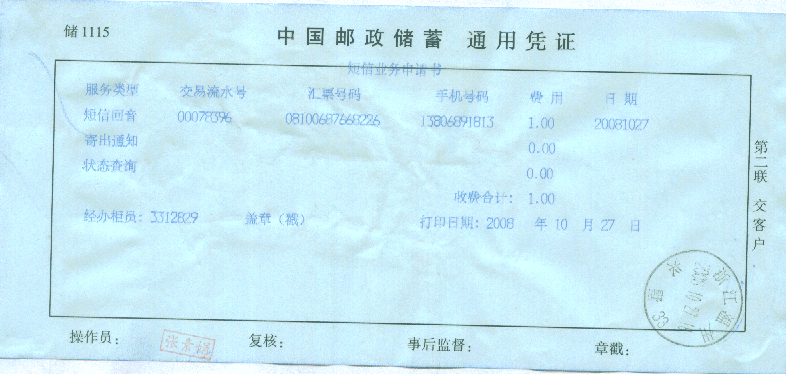 储1115
中国邮政储蓄 通用凭证
短信业务申请书
服务类型 交易流水号 汇票号码 手机号码 费用 日期
短信回音 00078396 08100687668226 13806891813 1.00 20081027
寄出通知 0.00
状态查询 0.00
收费合计：1.00
经办柜员：3312829 盖章（戳） 打印日期：2008 年 10 月 27 日
第二联 交客户
浙江
操作员： 复核： 事后监督： 章戳：